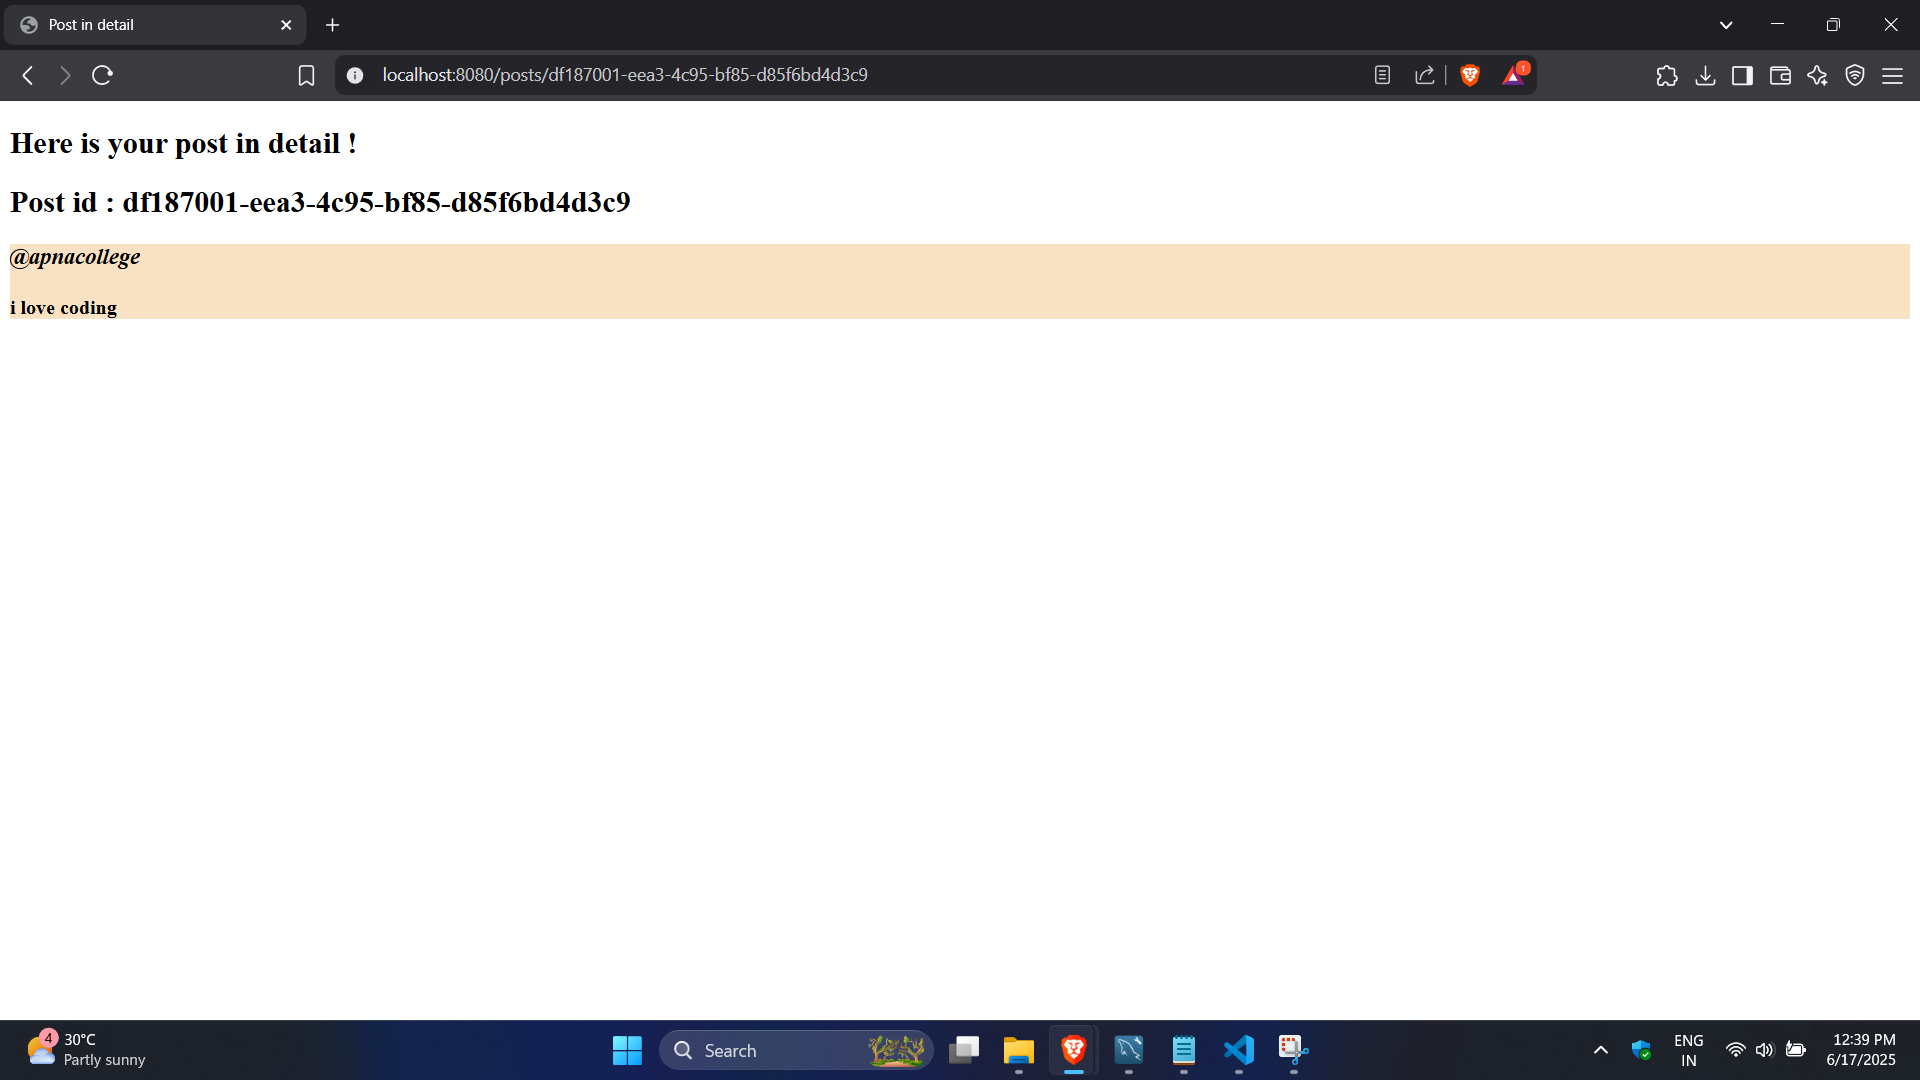 Post in detail
localhost:8080/posts/df187001-eea3-4c95-bf85-d85f6bd4d3c9
1
Here is your post in detail !
Post id : df187001-eea3-4c95-bf85-d85f6bd4d3c9
@apnacollege
i love coding
4
30°C
Partly sunny
Search
ENG
IN
12:39 PM
6/17/2025